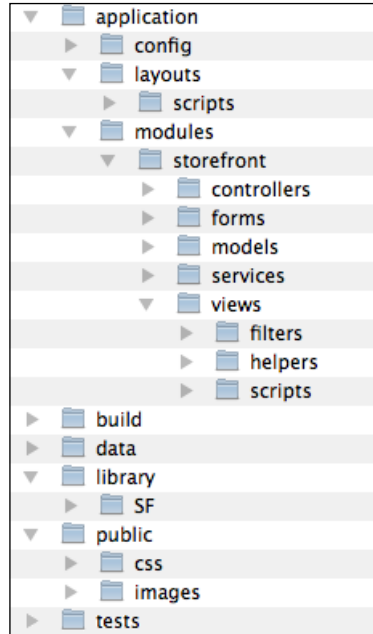 application
config
layouts
scripts
modules
storefront
controllers
forms
models
services
views
filters
helpers
scripts
build
data
library
SF
public
css
images
tests